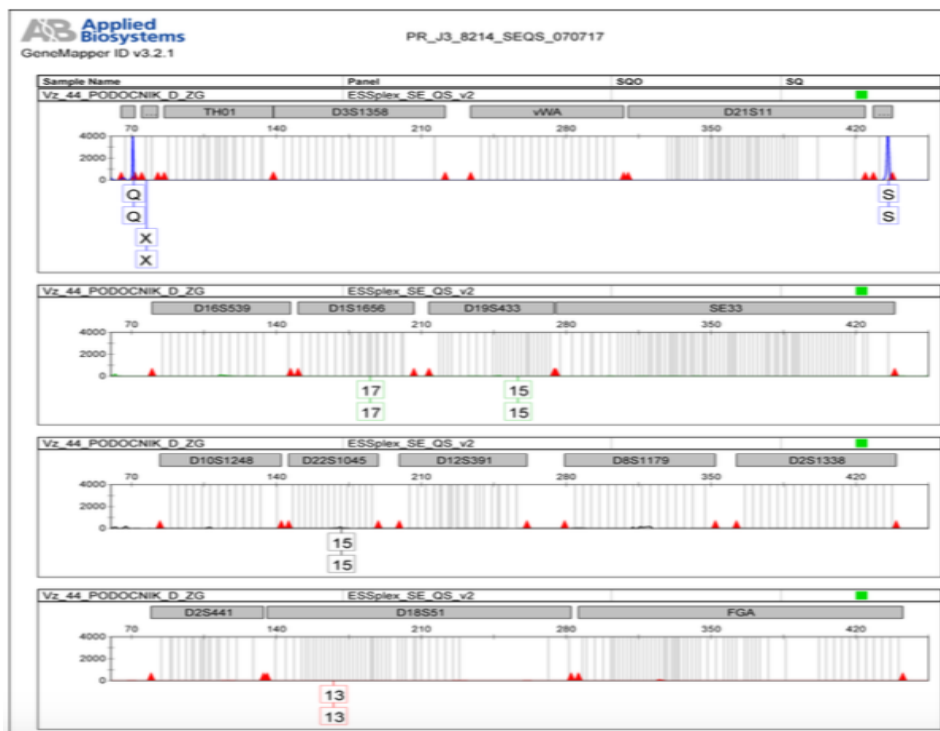 AB Applied
Biosystems
GeneMapper ID v3.2.1
PR_J3_8214_SEQS_070717
Sample Name Panel SQO SQ
Vz_44_PODOCNIK_D_ZG ESSplex_SE_QS_v2
... TH01 D3S1358 vWA D21S11 ...
70 140 210 280 350 420
4000
2000
0
Q S
Q S
X
X
Vz_44_PODOCNIK_D_ZG ESSplex_SE_QS_v2
D16S539 D1S1656 D19S433 SE33
70 140 210 280 350 420
4000
2000
0
17 15
17 15
Vz_44_PODOCNIK_D_ZG ESSplex_SE_QS_v2
D10S1248 D22S1045 D12S391 D8S1179 D2S1338
70 140 210 280 350 420
4000
2000
0
15
15
Vz_44_PODOCNIK_D_ZG ESSplex_SE_QS_v2
D2S441 D18S51 FGA
70 140 210 280 350 420
4000
2000
0
13
13